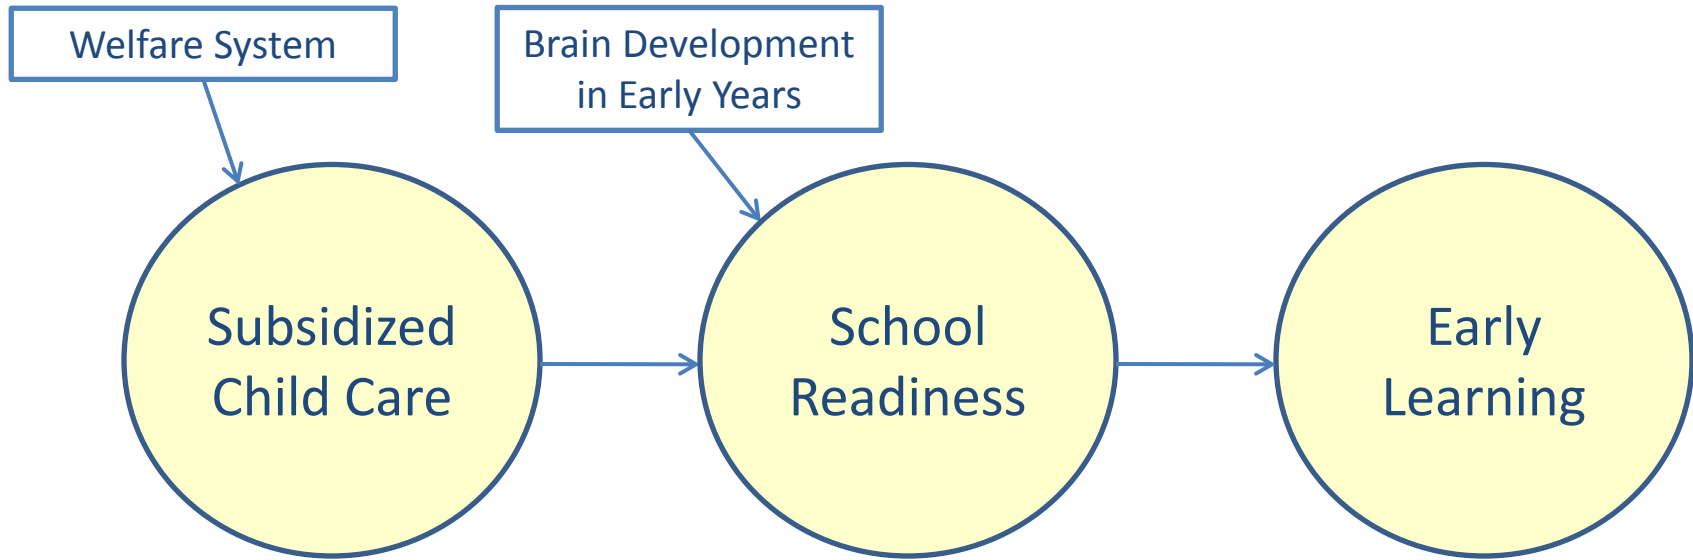 Welfare System
Brain Development
in Early Years
Subsidized
Child Care
School
Readiness
Early
Learning